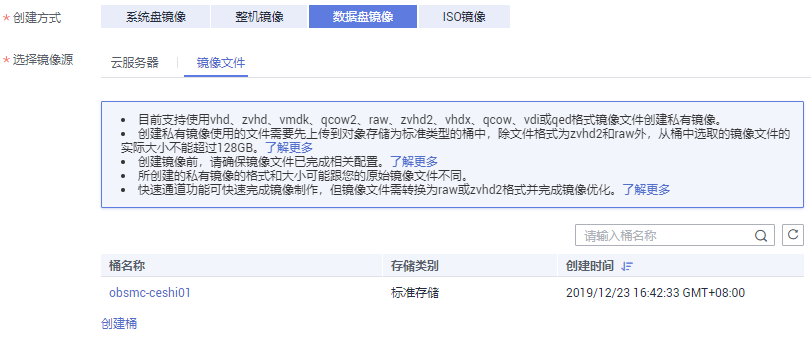 * 创建方式 系统盘镜像 整机镜像 数据盘镜像 ISO镜像
* 选择镜像源 云服务器 镜像文件
• 目前支持使用vhd、zvhd、vmdk、qcow2、raw、zvhd2、vhdx、qcow、vdi或qed格式镜像文件创建私有镜像。
• 创建私有镜像使用的文件需要先上传到对象存储为标准类型的桶中，除文件格式为zvhd2和raw外，从桶中选取的镜像文件的
实际大小不能超过128GB。了解更多
• 创建镜像前，请确保镜像文件已完成相关配置。了解更多
• 所创建的私有镜像的格式和大小可能跟您的原始镜像文件不同。
• 快速通道功能可快速完成镜像制作，但镜像文件需转换为raw或zvhd2格式并完成镜像优化。了解更多
请输入桶名称
桶名称 存储类别 创建时间
obsmc-ceshi01 标准存储 2019/12/23 16:42:33 GMT+08:00
创建桶